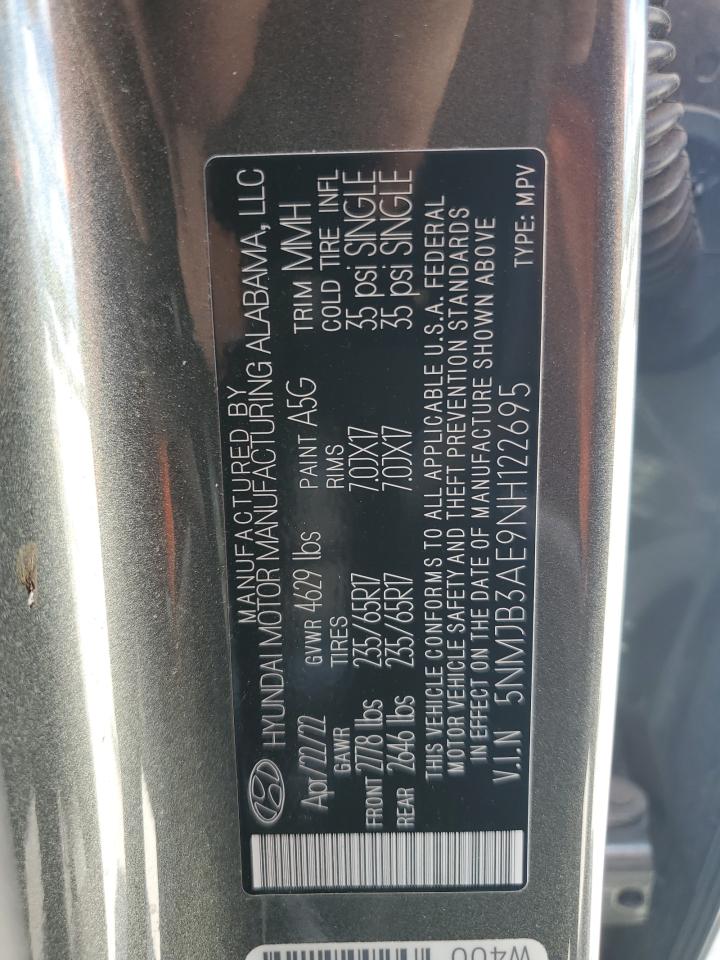 MANUFACTURED BY
HYUNDAI MOTOR MANUFACTURING ALABAMA, LLC
Apr/22/22 GVWR 4629 lbs PAINT A5G TRIM MMH
GAWR TIRES RIMS COLD TIRE INFL
FRONT 2778 lbs 235/65R17 7.0JX17 35 psi SINGLE
REAR 2646 lbs 235/65R17 7.0JX17 35 psi SINGLE
THIS VEHICLE CONFORMS TO ALL APPLICABLE U.S.A. FEDERAL
MOTOR VEHICLE SAFETY AND THEFT PREVENTION STANDARDS
IN EFFECT ON THE DATE OF MANUFACTURE SHOWN ABOVE
V.I.N 5NMJB3AE9NH122695 TYPE: MPV